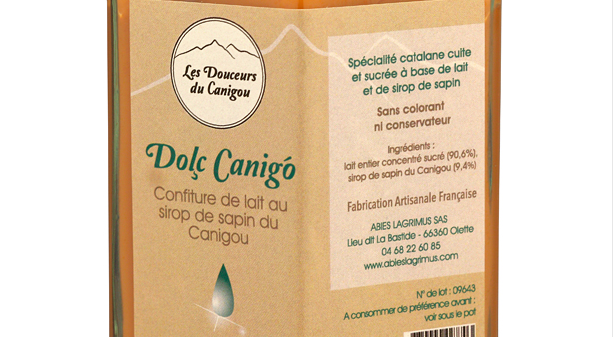 Les Douceurs
du Canigou
Dolç Canigó
Confiture de lait au
sirop de sapin du
Canigou
Spécialité catalane cuite
et sucrée à base de lait
et de sirop de sapin
Sans colorant
ni conservateur
Ingrédients :
lait entier concentré sucré (90,6%),
sirop de sapin du Canigou (9,4%)
Fabrication Artisanale Française
ABIES LAGRIMUS SAS
Lieu dit La Bastide - 66360 Olette
04 68 22 60 85
www.abieslagrimus.com
N° de lot : 09643
A consommer de préférence avant :
voir sous le pot